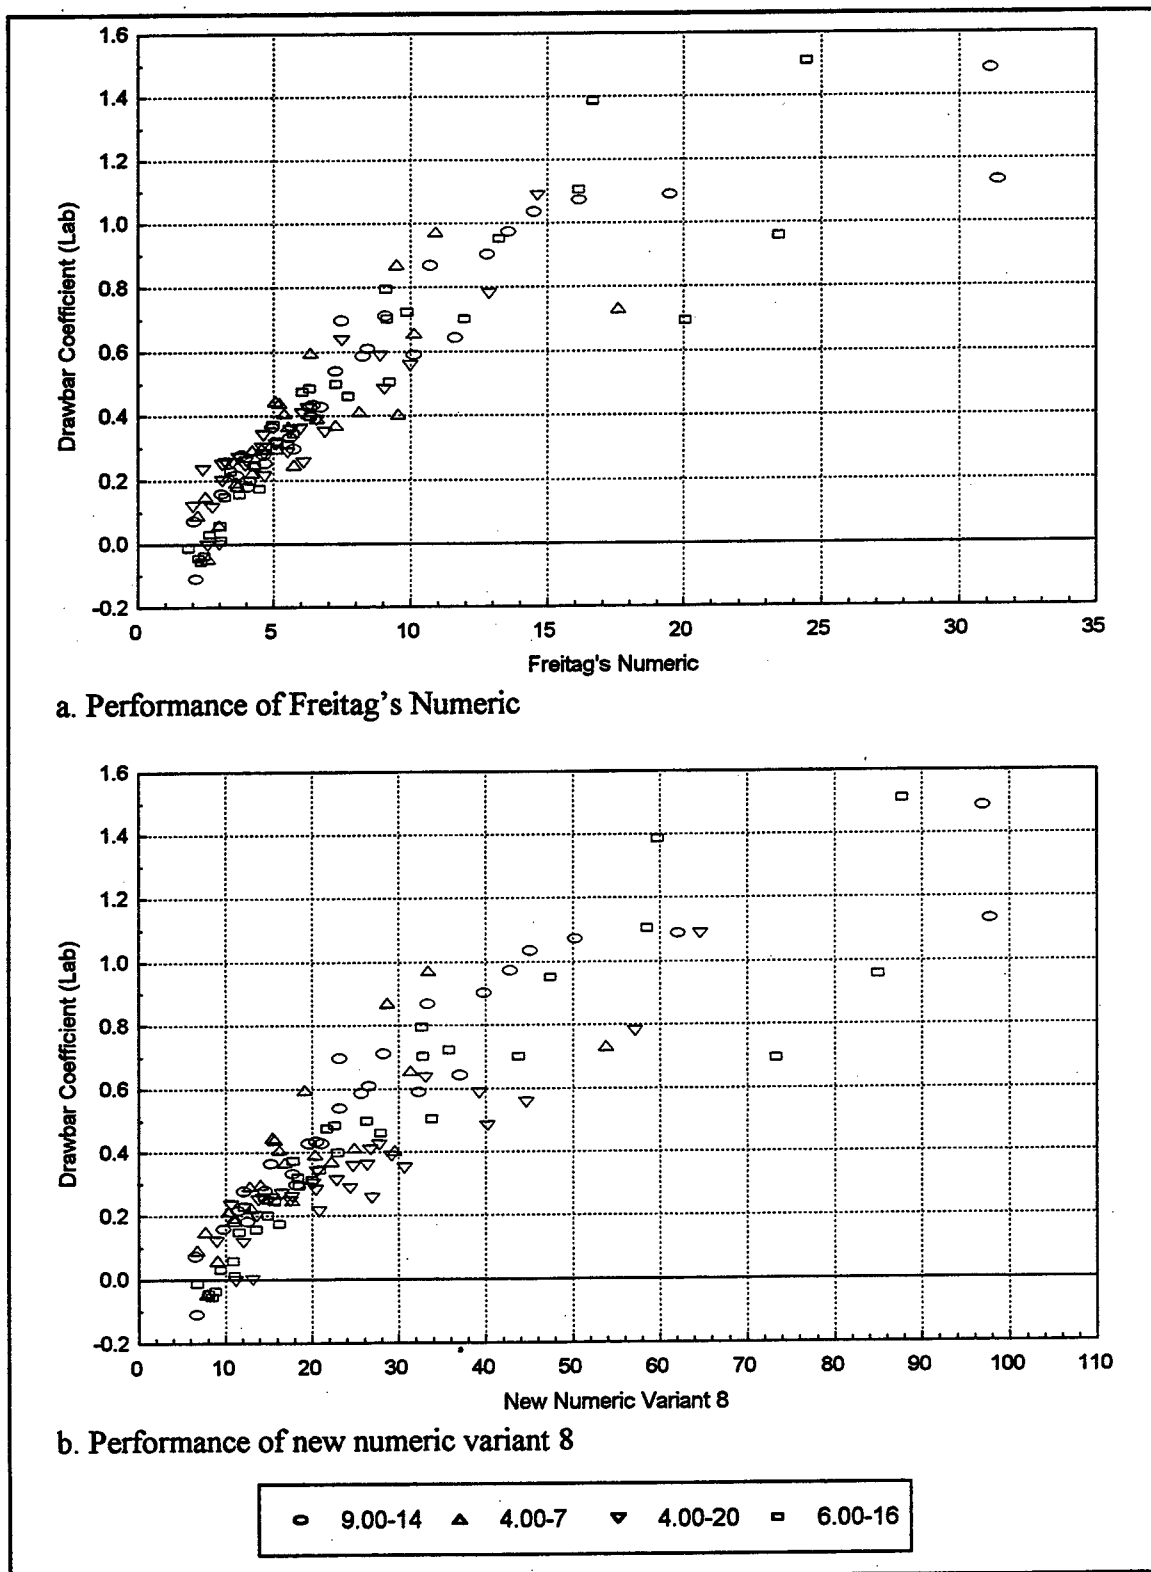 1.6
1.4
1.2
1.0
0.8
0.6
0.4
0.2
0.0
-0.2
Drawbar Coefficient (Lab)
0 5 10 15 20 25 30 35
Freitag's Numeric
a. Performance of Freitag's Numeric
1.6
1.4
1.2
1.0
0.8
0.6
0.4
0.2
0.0
-0.2
Drawbar Coefficient (Lab)
0 10 20 30 40 50 60 70 80 90 100 110
New Numeric Variant 8
b. Performance of new numeric variant 8
9.00-14 4.00-7 4.00-20 6.00-16